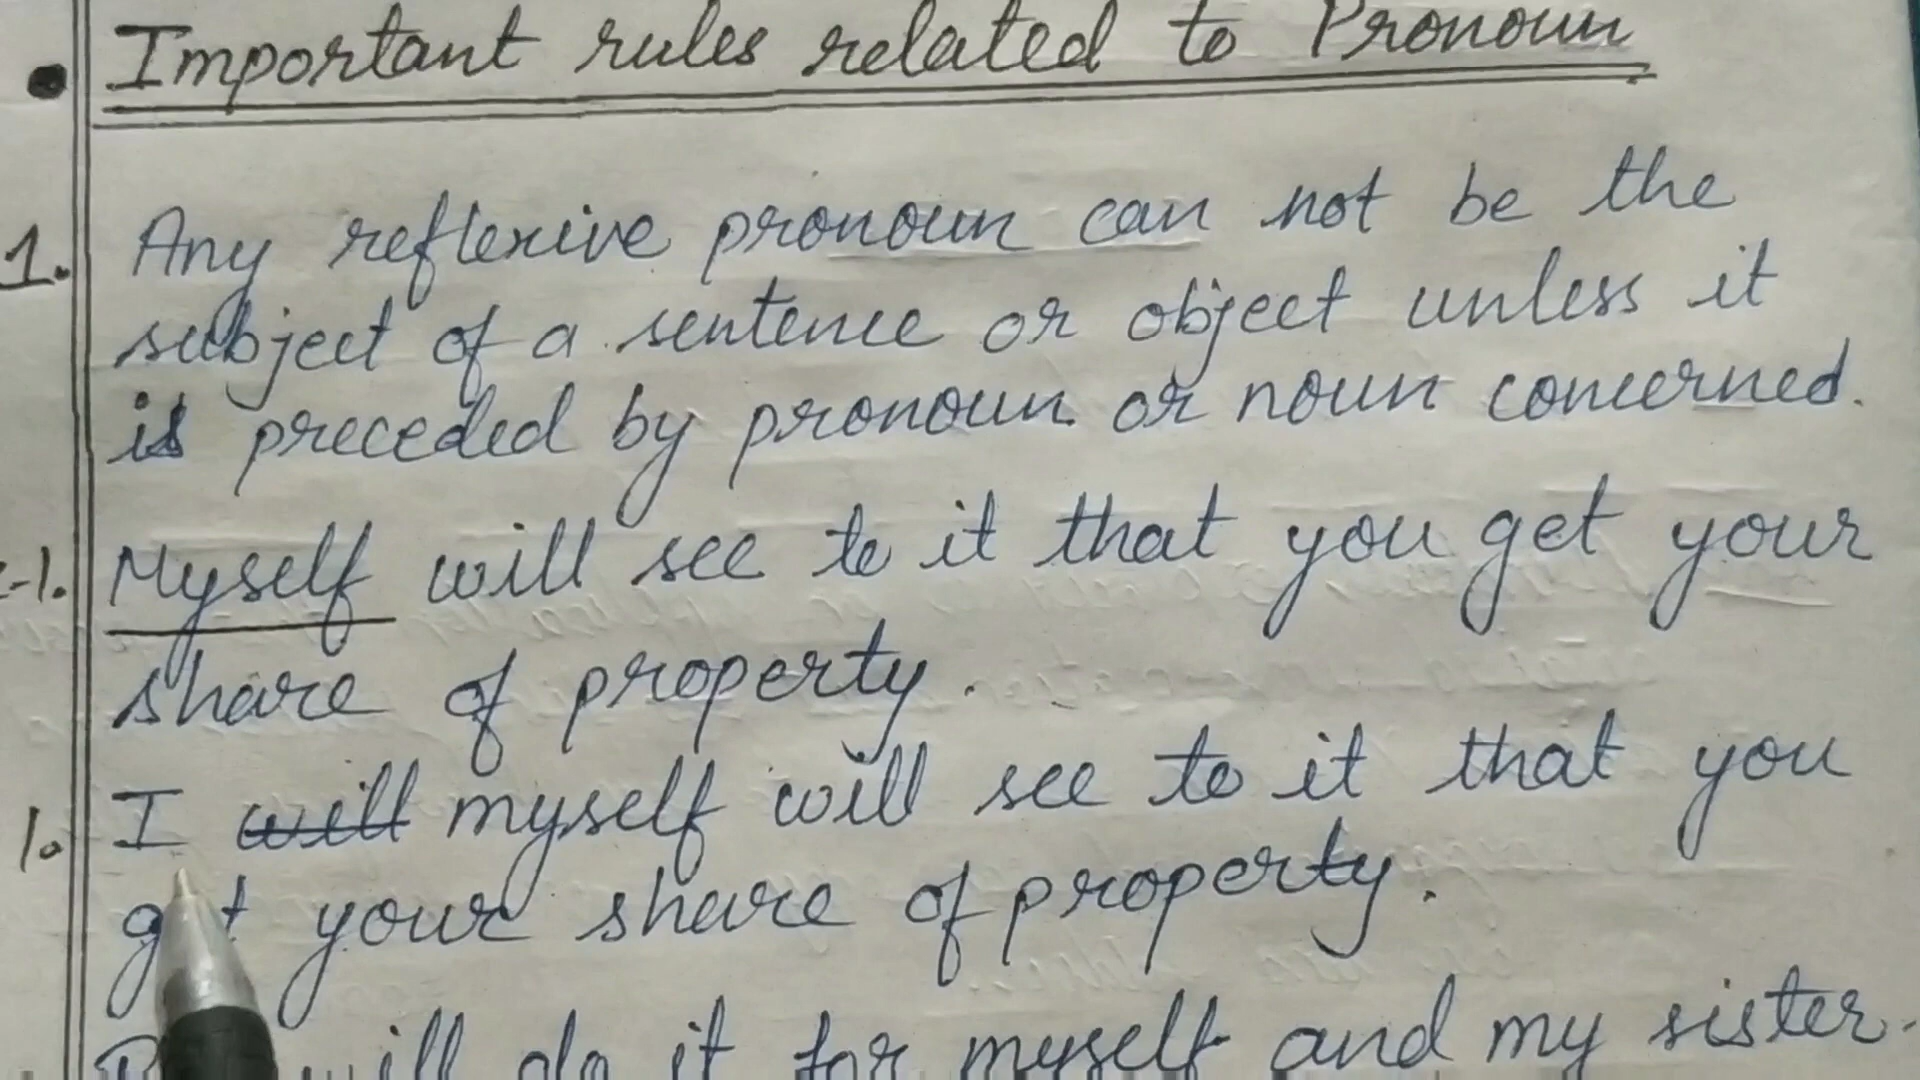 Important rules related to Pronoun
1. Any reflexive pronoun can not be the
subject of a sentence or object unless it
is preceded by pronoun or noun concerned.
-1. Myself will see to it that you get your
share of property.
1. I will myself will see to it that you
get your share of property.
will do it for myself and my sister.